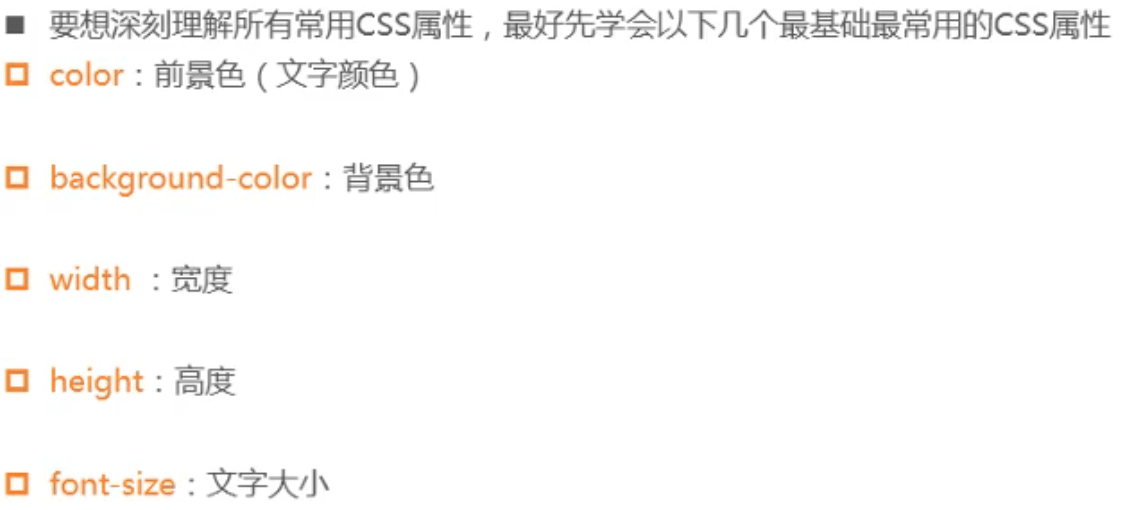 ■ 要想深刻理解所有常用CSS属性，最好先学会以下几个最基础最常用的CSS属性
color：前景色（文字颜色）
background-color：背景色
width ：宽度
height：高度
font-size：文字大小